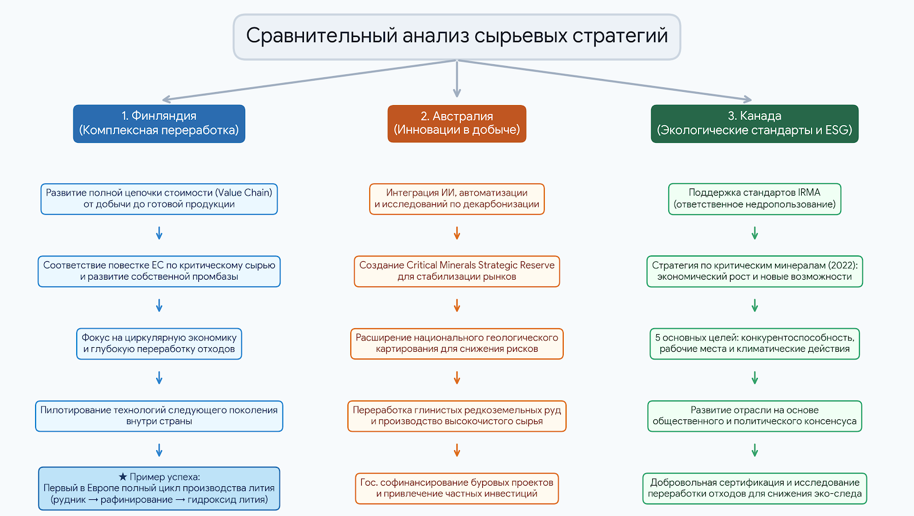 Сравнительный анализ сырьевых стратегий
1. Финляндия
(Комплексная переработка)
Развитие полной цепочки стоимости (Value Chain)
от добычи до готовой продукции
Соответствие повестке ЕС по критическому сырью
и развитие собственной промбазы
Фокус на циркулярную экономику
и глубокую переработку отходов
Пилотирование технологий следующего поколения
внутри страны
★ Пример успеха:
Первый в Европе полный цикл производства лития
(рудник → рафинирование → гидроксид лития)
2. Австралия
(Инновации в добыче)
Интеграция ИИ, автоматизации
и исследований по декарбонизации
Создание Critical Minerals Strategic Reserve
для стабилизации рынков
Расширение национального геологического
картирования для снижения рисков
Переработка глинистых редкоземельных руд
и производство высокочистого сырья
Гос. софинансирование буровых проектов
и привлечение частных инвестиций
3. Канада
(Экологические стандарты и ESG)
Поддержка стандартов IRMA
(ответственное недропользование)
Стратегия по критическим минералам (2022):
экономический рост и новые возможности
5 основных целей: конкурентоспособность,
рабочие места и климатические действия
Развитие отрасли на основе
общественного и политического консенсуса
Добровольная сертификация и исследование
переработки отходов для снижения эко-следа